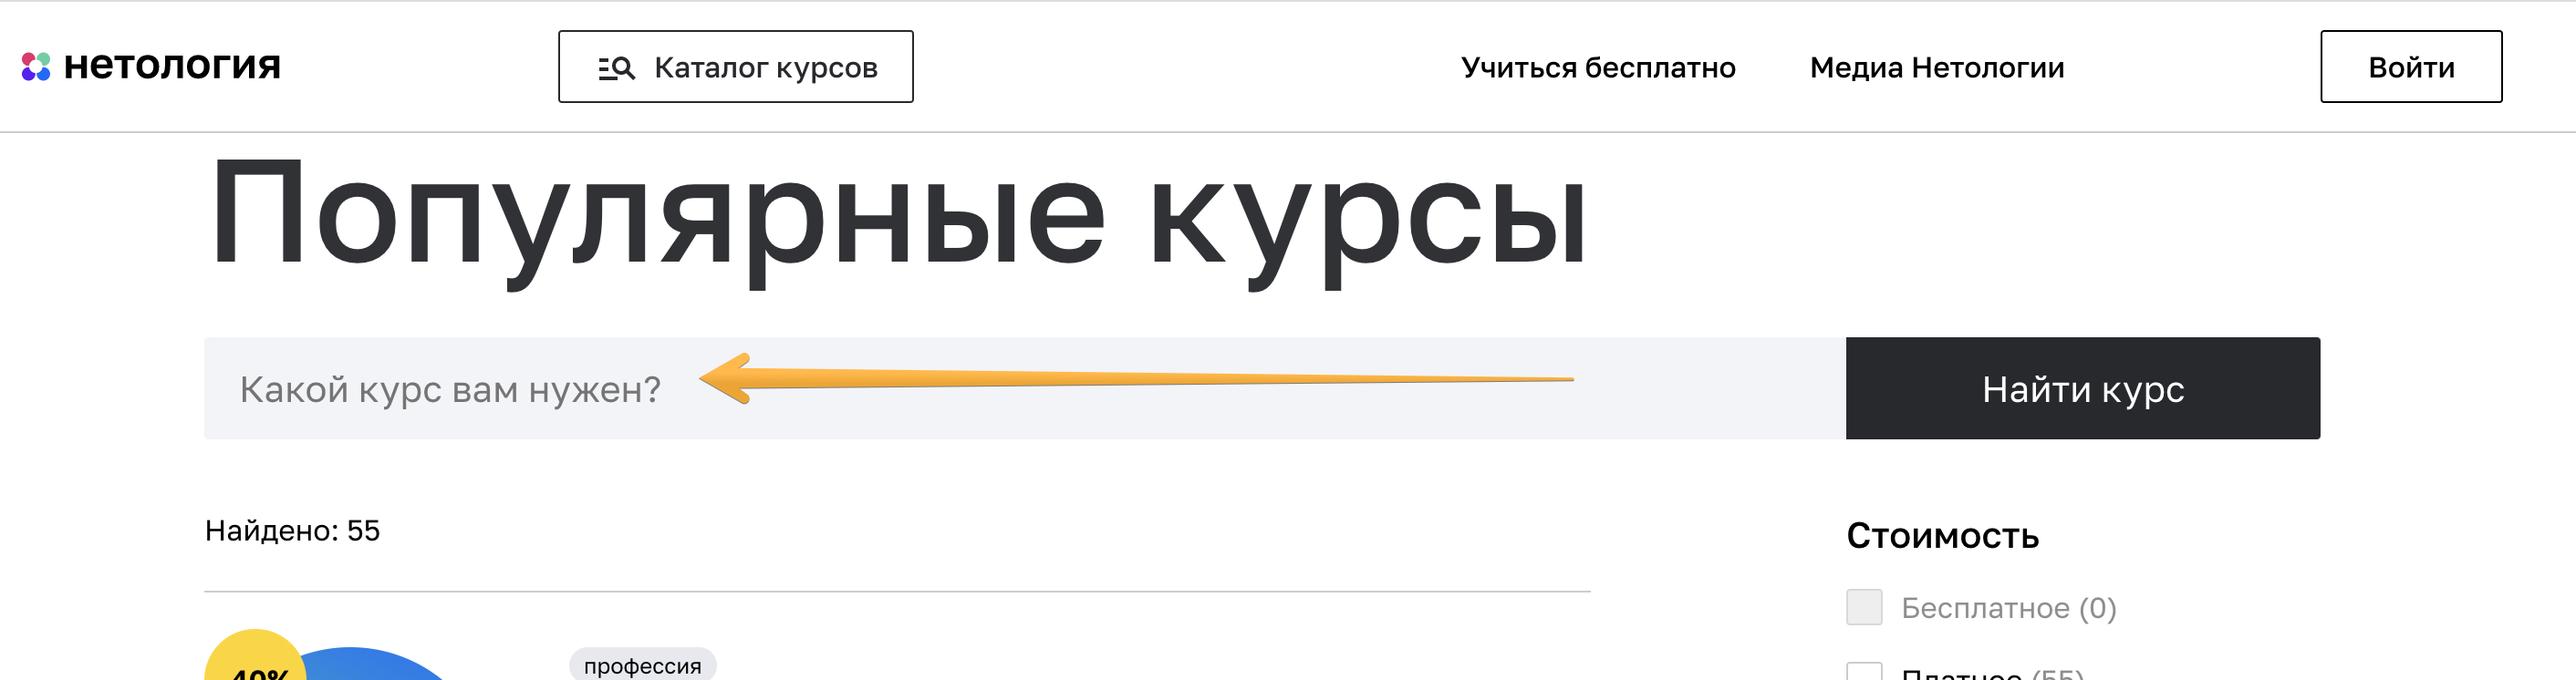 нетология
Каталог курсов
Учиться бесплатно
Медиа Нетологии
Войти
Популярные курсы
Какой курс вам нужен?
Найти курс
Найдено: 55
Стоимость
Бесплатное (0)
40%
профессия
Платное (55)